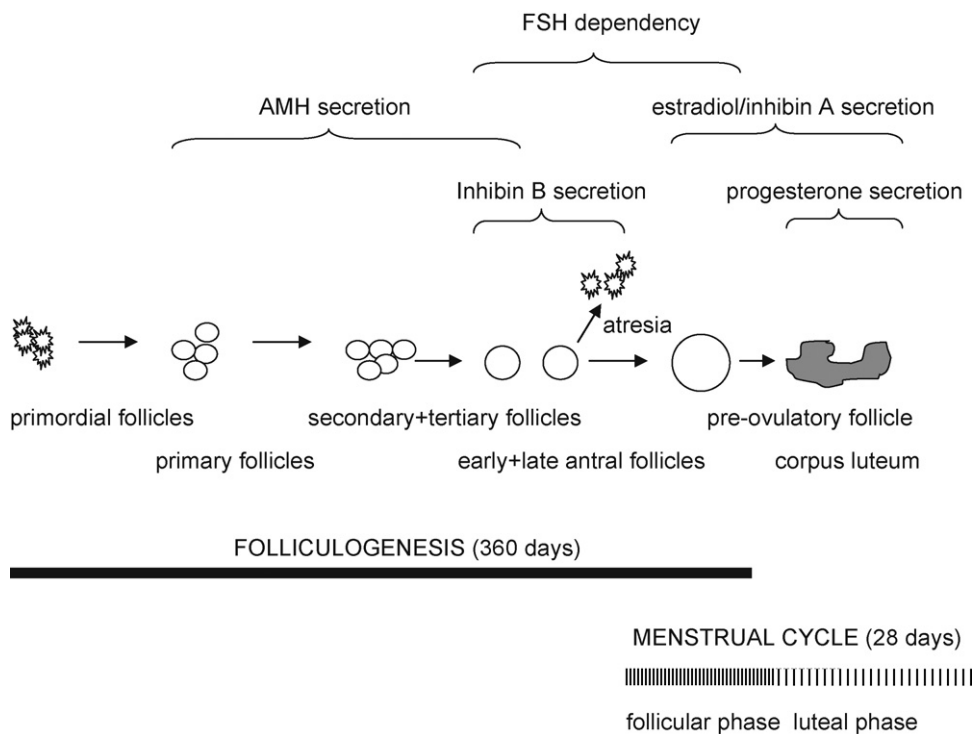 FSH dependency
AMH secretion
estradiol/inhibin A secretion
Inhibin B secretion
progesterone secretion
atresia
primordial follicles
secondary+tertiary follicles
pre-ovulatory follicle
primary follicles
early+late antral follicles
corpus luteum
FOLLICULOGENESIS (360 days)
MENSTRUAL CYCLE (28 days)
follicular phase luteal phase